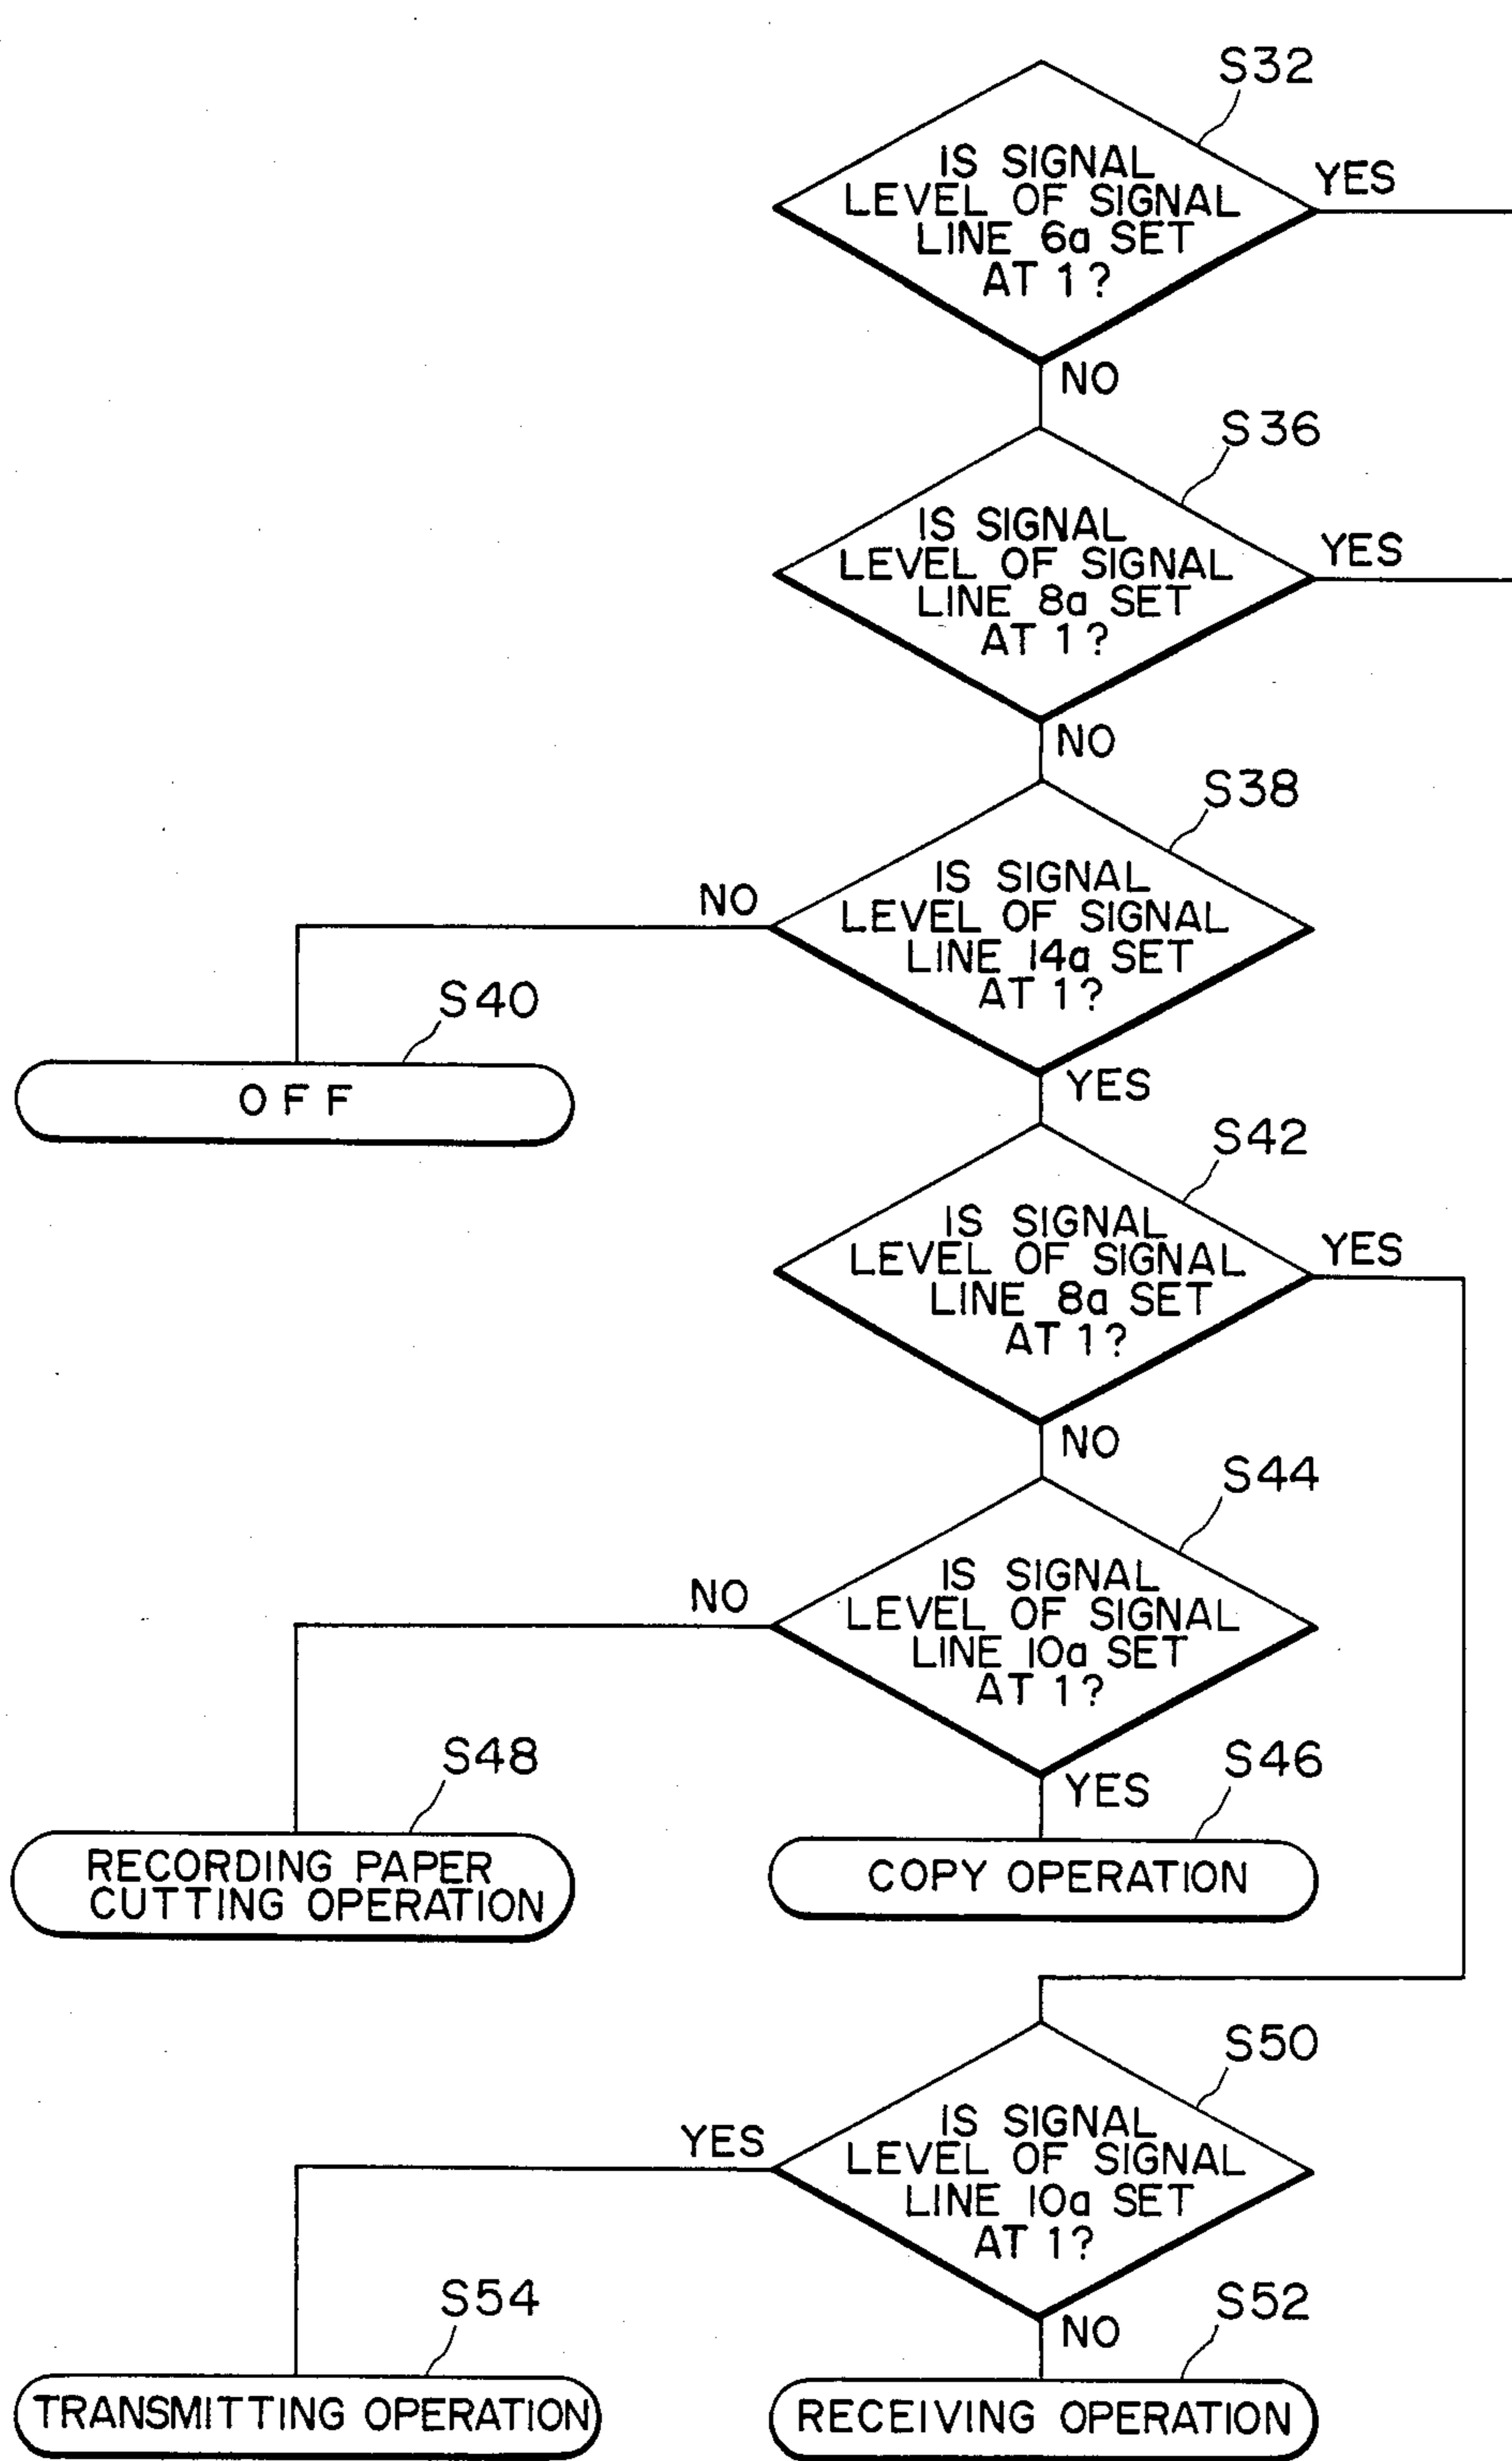 S32
IS SIGNAL
LEVEL OF SIGNAL
LINE 6a SET
AT 1?
YES
NO
S36
IS SIGNAL
LEVEL OF SIGNAL
LINE 8a SET
AT 1?
YES
NO
S38
IS SIGNAL
LEVEL OF SIGNAL
LINE 14a SET
AT 1?
NO
S40
OFF
YES
S42
IS SIGNAL
LEVEL OF SIGNAL
LINE 8a SET
AT 1?
YES
NO
S44
IS SIGNAL
LEVEL OF SIGNAL
LINE 10a SET
AT 1?
NO
S48
RECORDING PAPER
CUTTING OPERATION
YES
S46
COPY OPERATION
S50
IS SIGNAL
LEVEL OF SIGNAL
LINE 10a SET
AT 1?
YES
S54
TRANSMITTING OPERATION
NO
S52
RECEIVING OPERATION